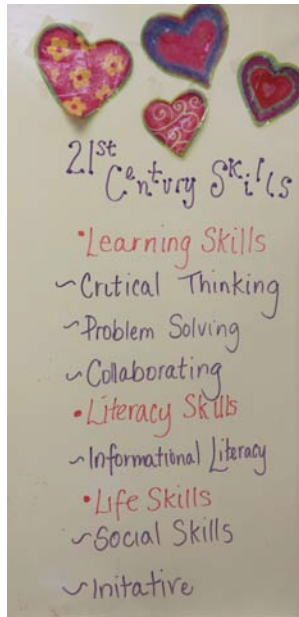 21st
Century Skills
•Learning Skills
~Critical Thinking
~Problem Solving
~Collaborating
•Literacy Skills
~Informational Literacy
•Life Skills
~Social Skills
~Initative